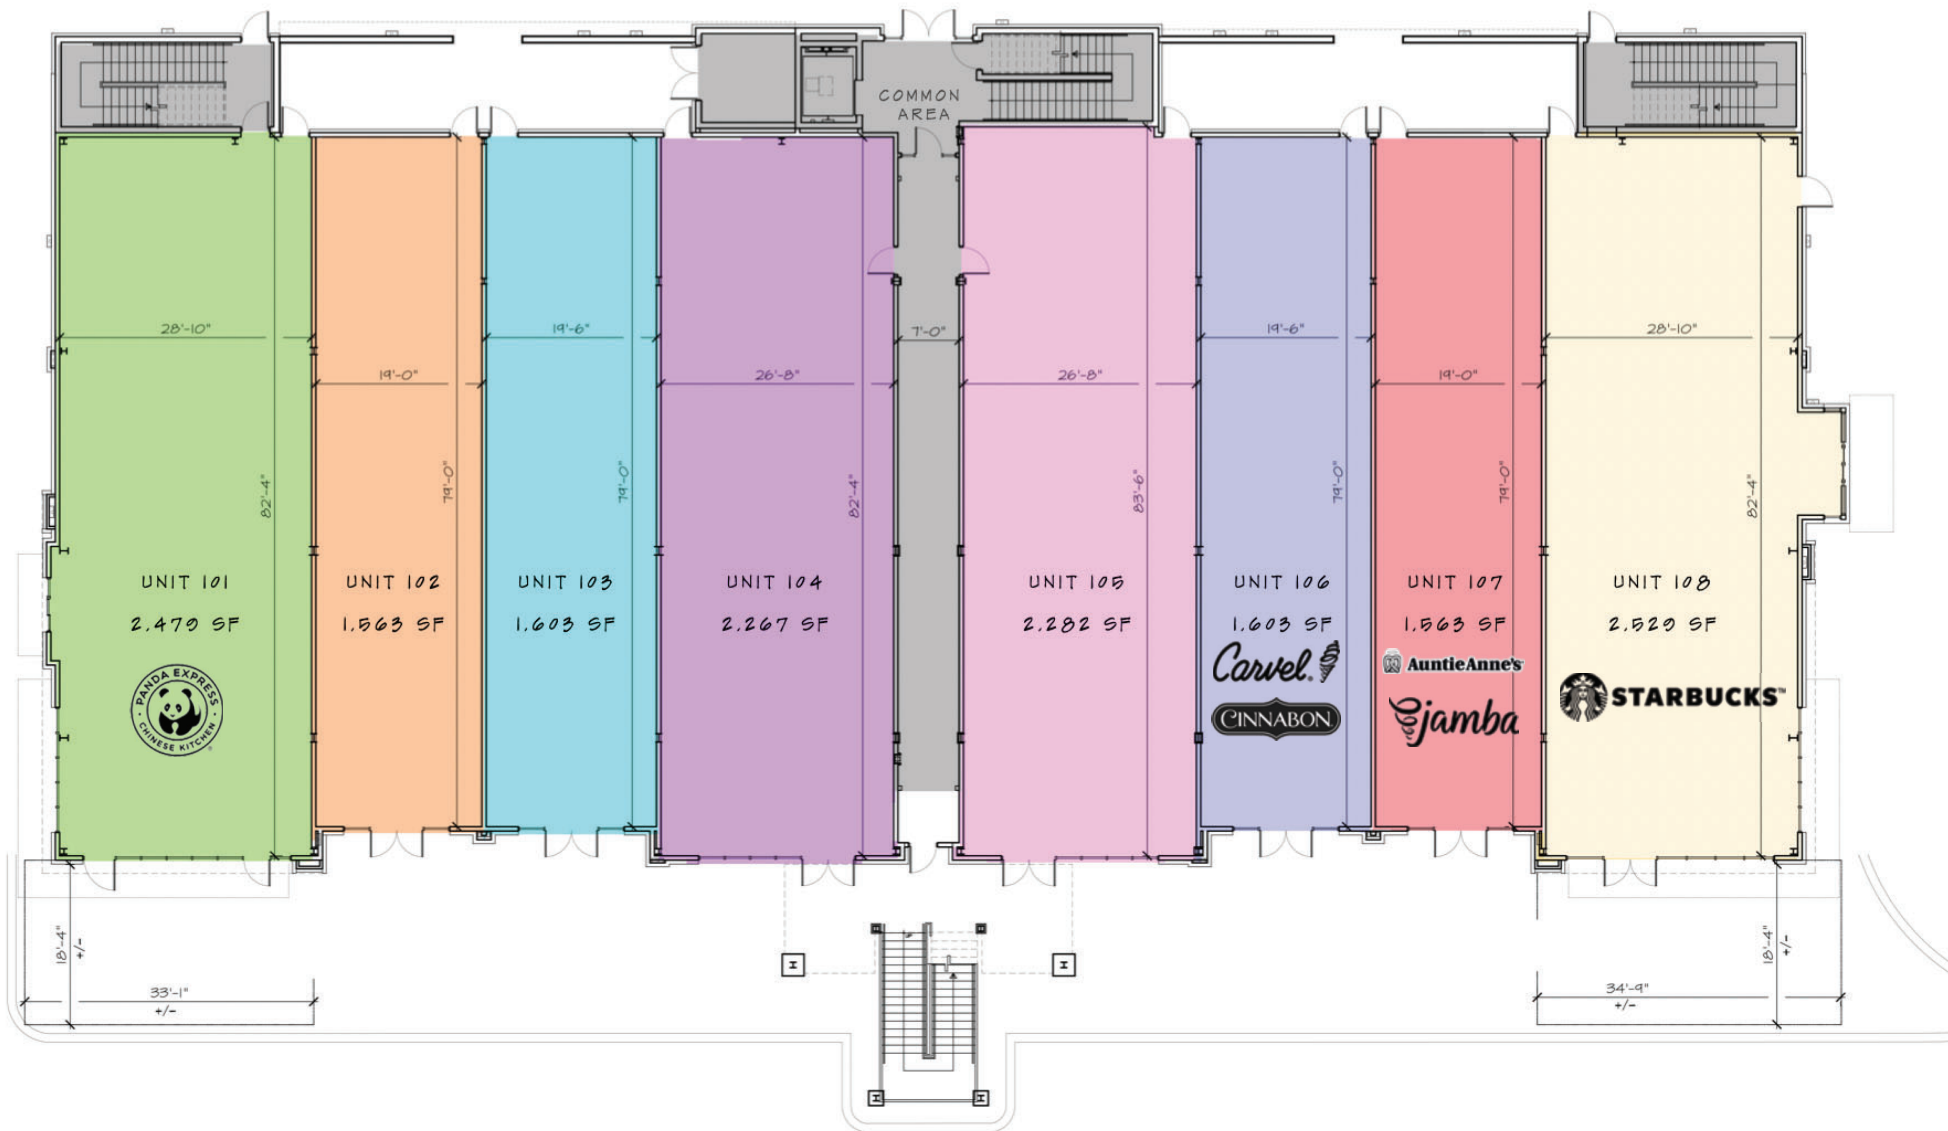 COMMON
AREA
28'-10"
19'-6"
7'-0"
19'-6"
28'-10"
19'-0"
26'-8"
26'-8"
19'-0"
82'-4"
79'-0"
79'-0"
82'-4"
83'-6"
79'-0"
79'-0"
82'-4"
UNIT 101
2,479 SF
UNIT 102
1,563 SF
UNIT 103
1,603 SF
UNIT 104
2,267 SF
UNIT 105
2,282 SF
UNIT 106
1,603 SF
UNIT 107
1,563 SF
UNIT 108
2,529 SF
PANDA EXPRESS
CHINESE KITCHEN
Carvel.
CINNABON
AuntieAnne's
jamba
STARBUCKS™
18'-4"
+/-
33'-1"
+/-
34'-9"
+/-
18'-4"
+/-